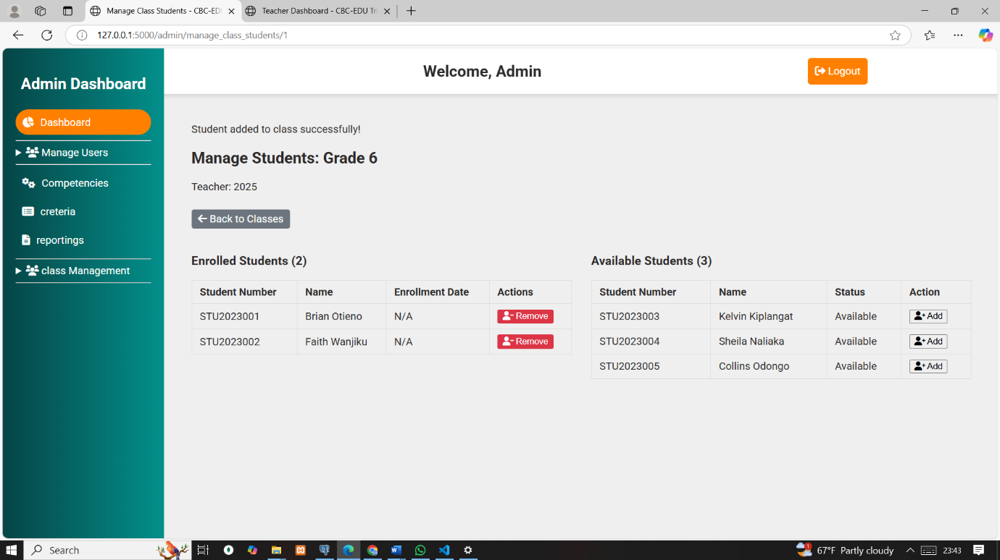 Manage Class Students - CBC-EDU
Teacher Dashboard - CBC-EDU Tri
127.0.0.1:5000/admin/manage_class_students/1
Admin Dashboard
Welcome, Admin
Logout
Dashboard
Manage Users
Competencies
creteria
reportings
class Management
Student added to class successfully!
Manage Students: Grade 6
Teacher: 2025
Back to Classes
Enrolled Students (2)
Student Number Name Enrollment Date Actions
STU2023001 Brian Otieno N/A Remove
STU2023002 Faith Wanjiku N/A Remove
Available Students (3)
Student Number Name Status Action
STU2023003 Kelvin Kiplangat Available Add
STU2023004 Sheila Naliaka Available Add
STU2023005 Collins Odongo Available Add
Search
1
67°F Partly cloudy
23:43